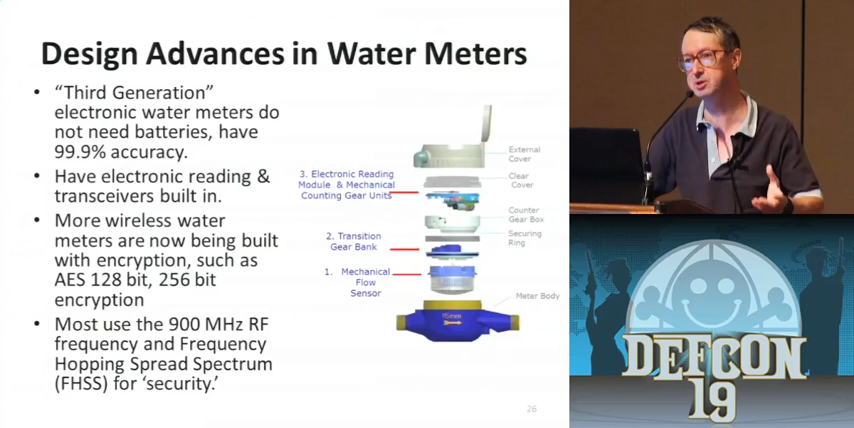 Design Advances in Water Meters
• “Third Generation”
electronic water meters do
not need batteries, have
99.9% accuracy.
• Have electronic reading &
transceivers built in.
• More wireless water
meters are now being built
with encryption, such as
AES 128 bit, 256 bit
encryption
• Most use the 900 MHz RF
frequency and Frequency
Hopping Spread Spectrum
(FHSS) for ‘security.’
External
Cover
3. Electronic Reading
Module & Mechanical
Counting Gear Units
Clear
Cover
Counter
Gear Box
2. Transition
Gear Bank
Securing
Ring
1. Mechanical
Flow
Sensor
Meter Body
26
DEFCON
19